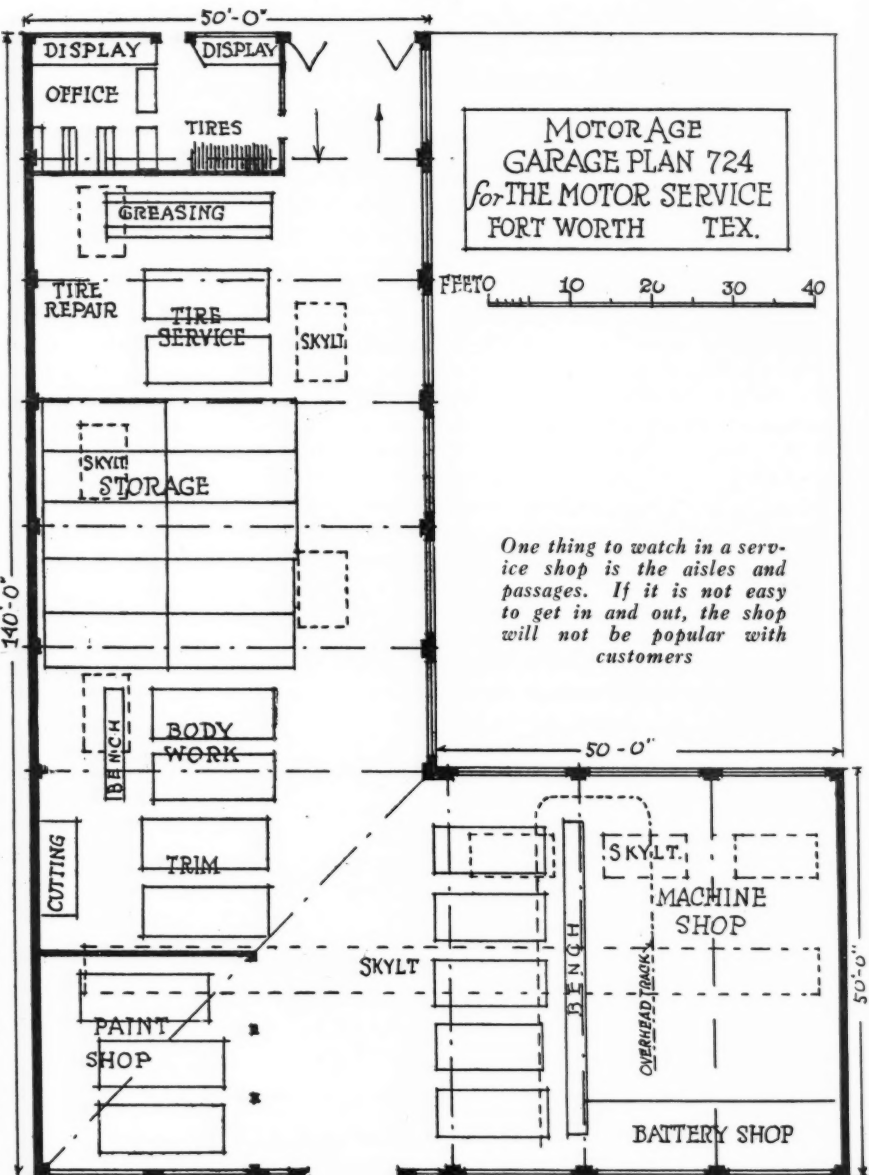 50'-0"
DISPLAY
DISPLAY
OFFICE
TIRES
MOTOR AGE
GARAGE PLAN 724
for THE MOTOR SERVICE
FORT WORTH TEX.
GREASING
FEET 0 10 20 30 40
TIRE
REPAIR
TIRE
SERVICE
SKYLT
SKYLT
STORAGE
One thing to watch in a serv-
ice shop is the aisles and
passages. If it is not easy
to get in and out, the shop
will not be popular with
customers
140'-0"
BENCH
BODY
WORK
50-0"
CUTTING
TRIM
SKYLT.
MACHINE
SHOP
SKYLT
BENCH
OVERHEAD TRACK
50'-0"
PAINT
SHOP
BATTERY SHOP